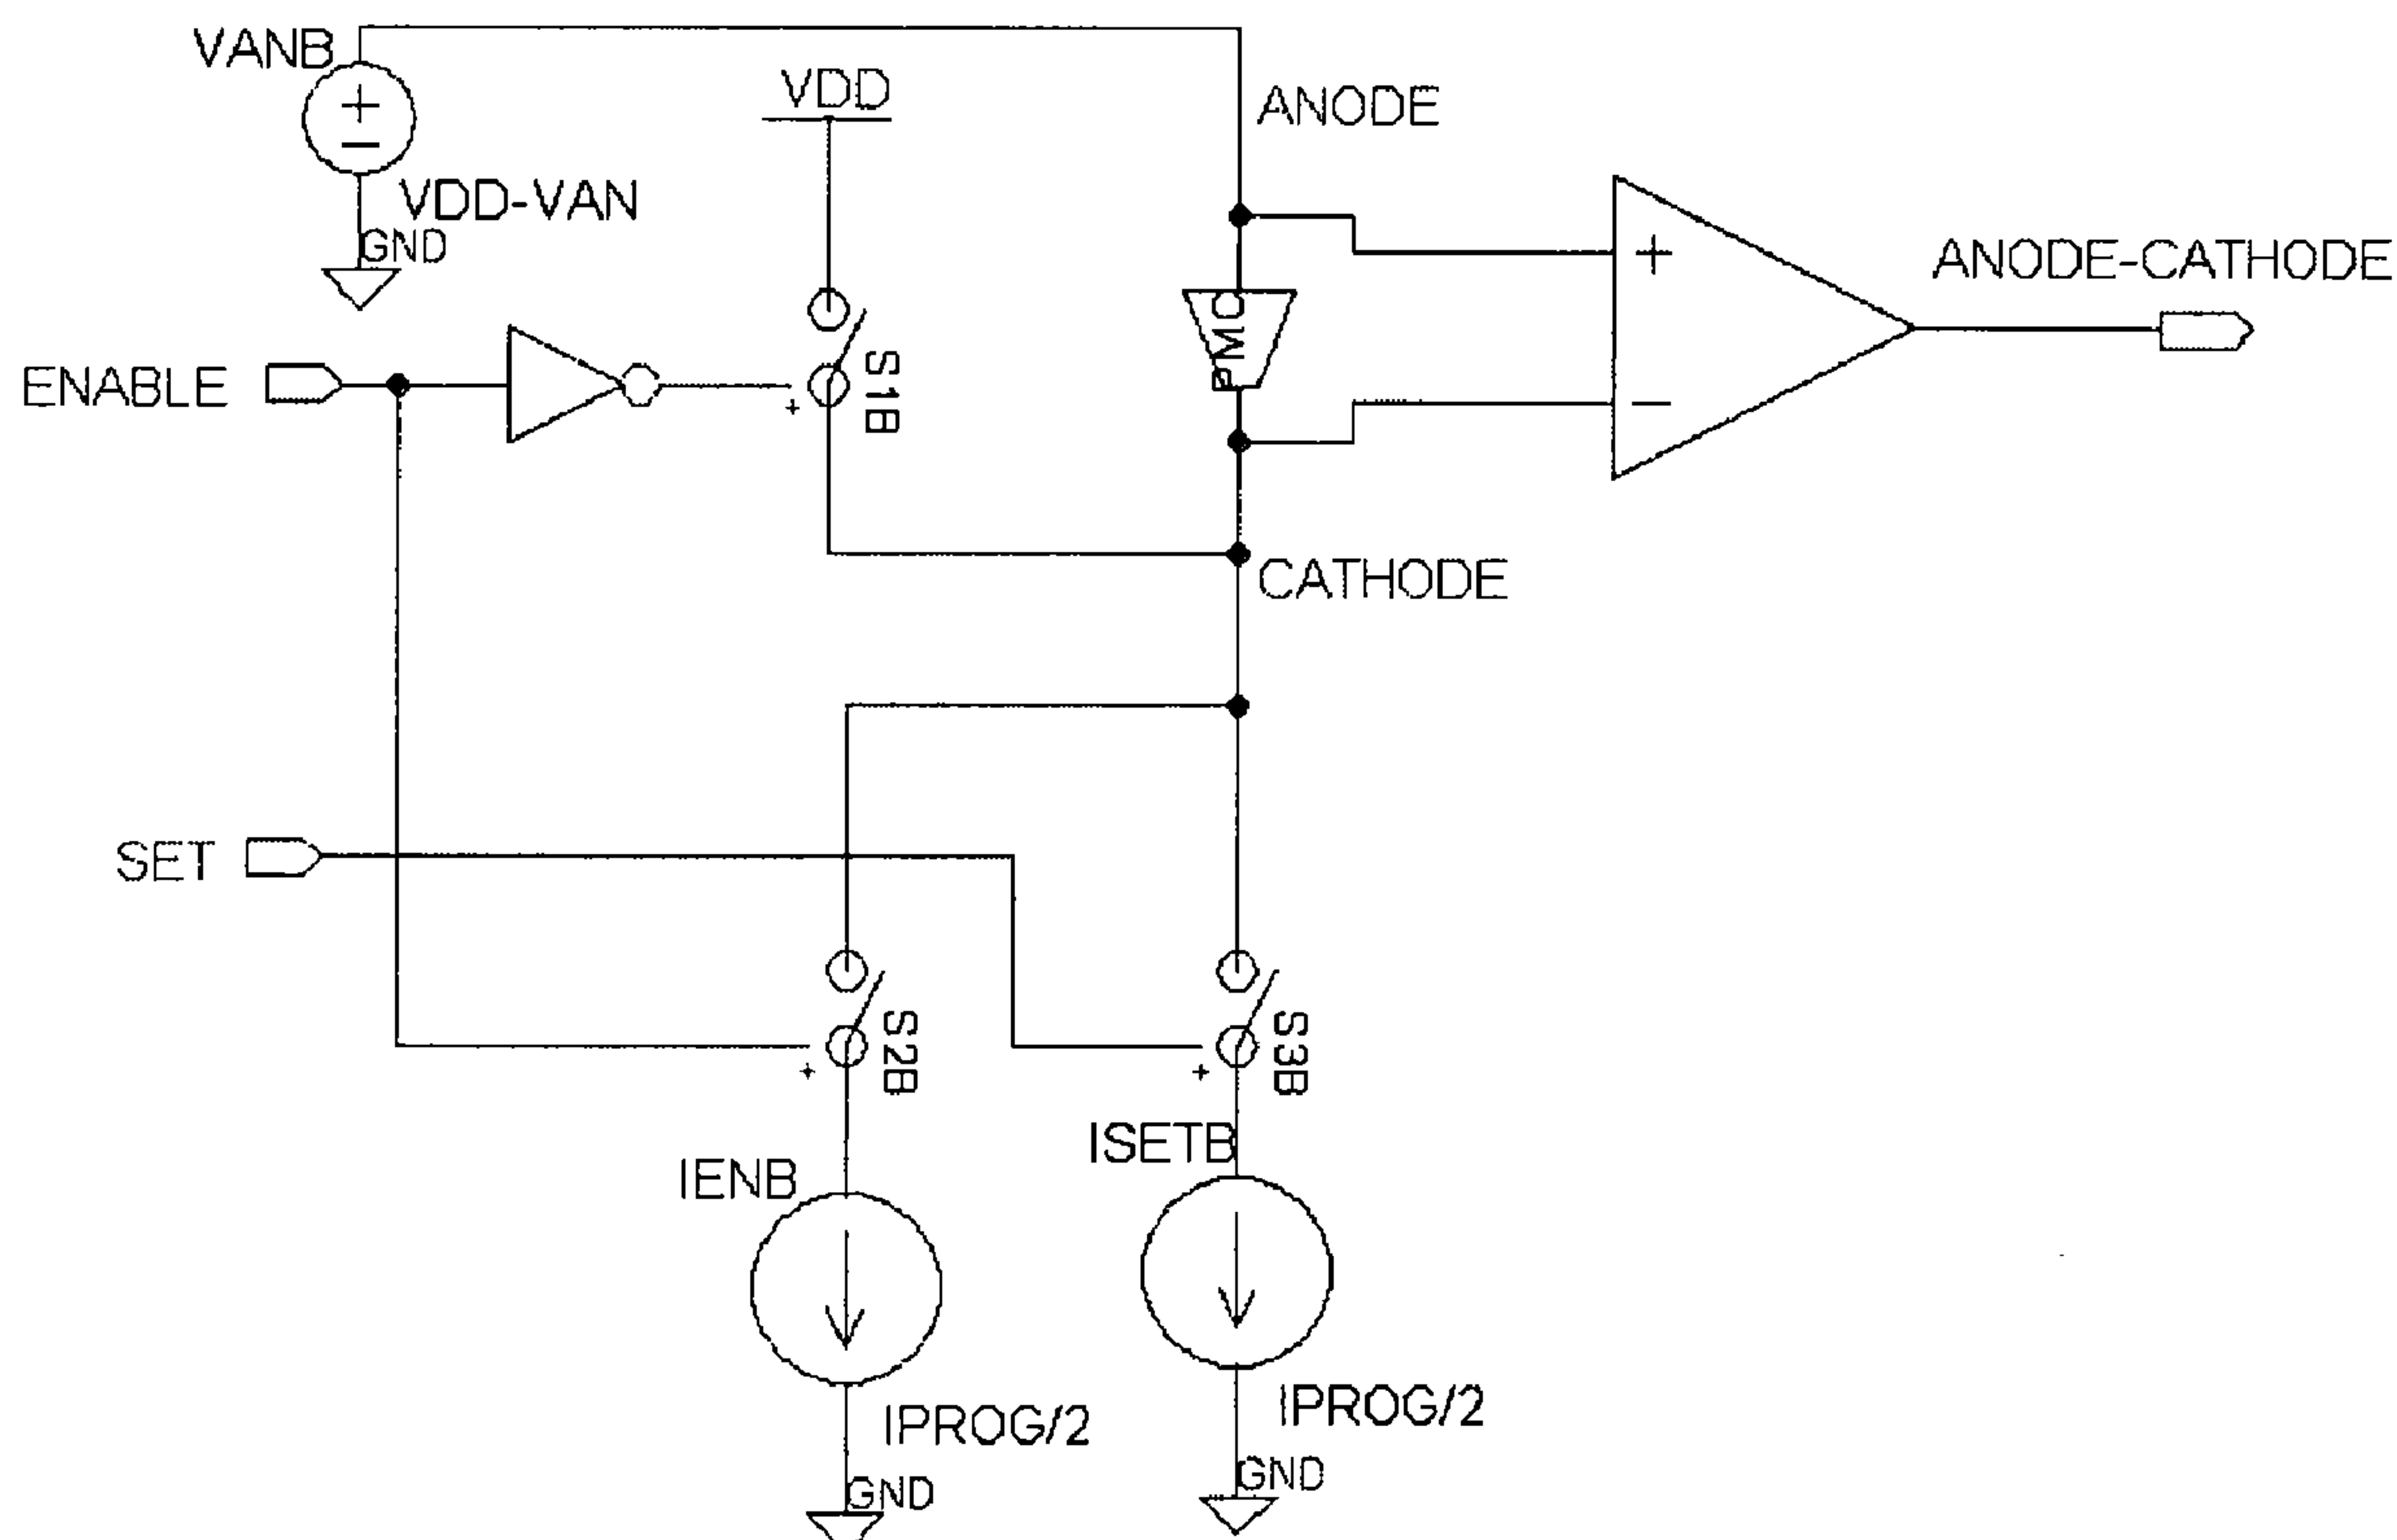 VANB
VDD
ANODE
VDD-VAN
GND
ANODE-CATHODE
PMC
+
−
+
−
ENABLE
+
S1B
CATHODE
SET
S2B
S3B
+
+
ISETB
IENB
IPROG/2
IPROG/2
GND
GND